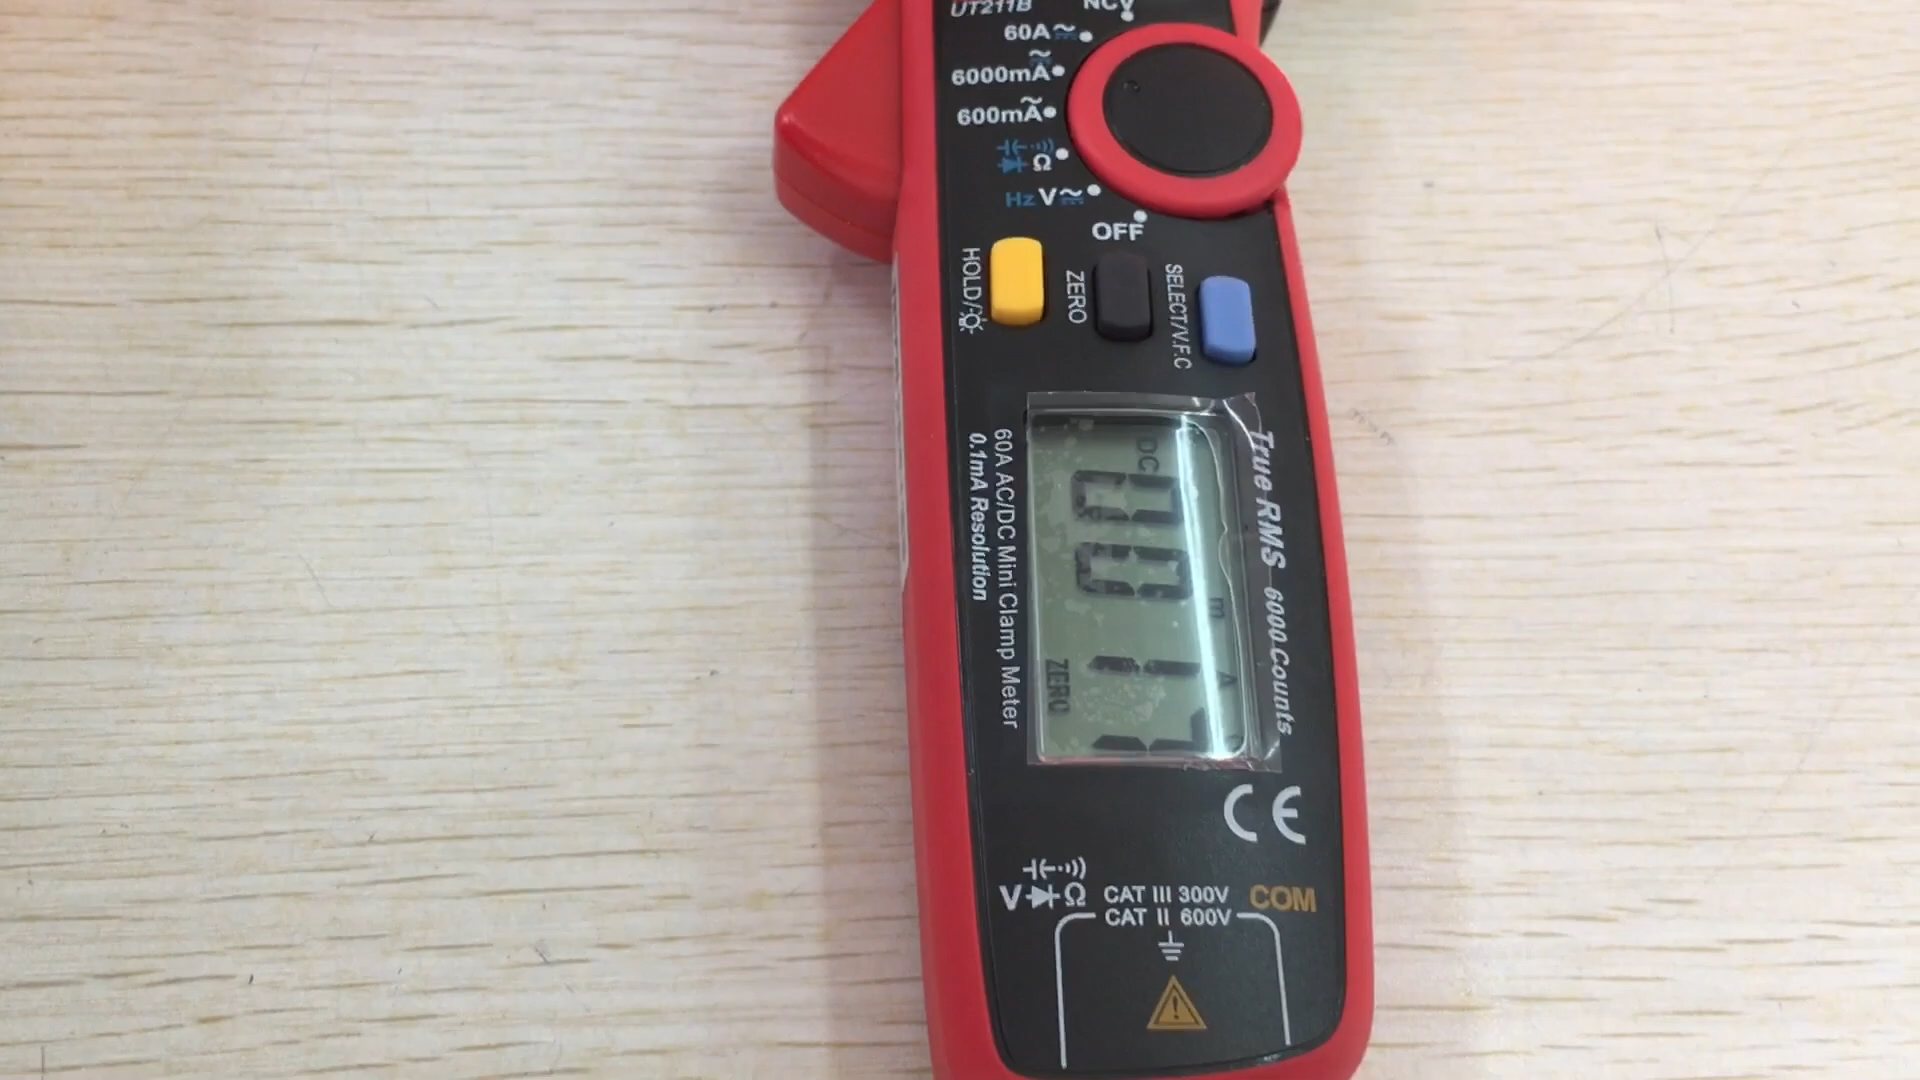 UT211B
NCV
60A
6000mA
600mA
Ω
Hz V
OFF
HOLD/
ZERO
SELECT/V.F.C
60A AC/DC Mini Clamp Meter
0.1mA Resolution
True RMS 6000 Counts
DC
mA
ZERO
CE
V Ω
CAT III 300V
CAT II 600V
COM